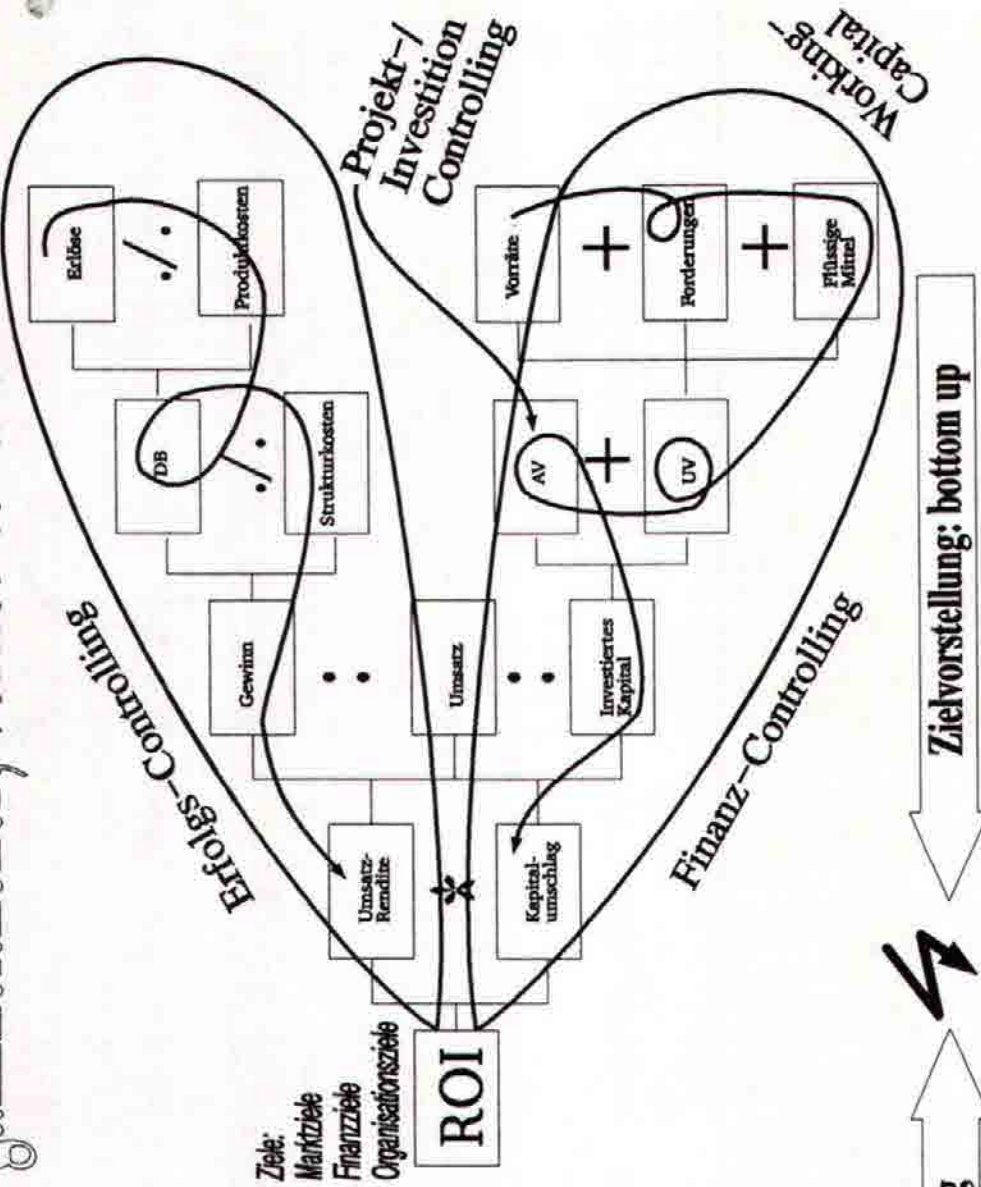 Ziele:
Marktziele
Finanzziele
Organisationsziele
ROI
Erfolgs-Controlling
Umsatz-
Rendite
*
Kapital-
umschlag
Gewinn
:
Umsatz
:
Investiertes
Kapital
DB
./.
Strukturkosten
AV
+
UV
Erlöse
./.
Produktkosten
Vorräte
+
Forderungen
+
Flüssige
Mittel
Projekt-/
Investition
Controlling
Working-
Capital
Finanz-Controlling
Zielvorstellung: bottom up